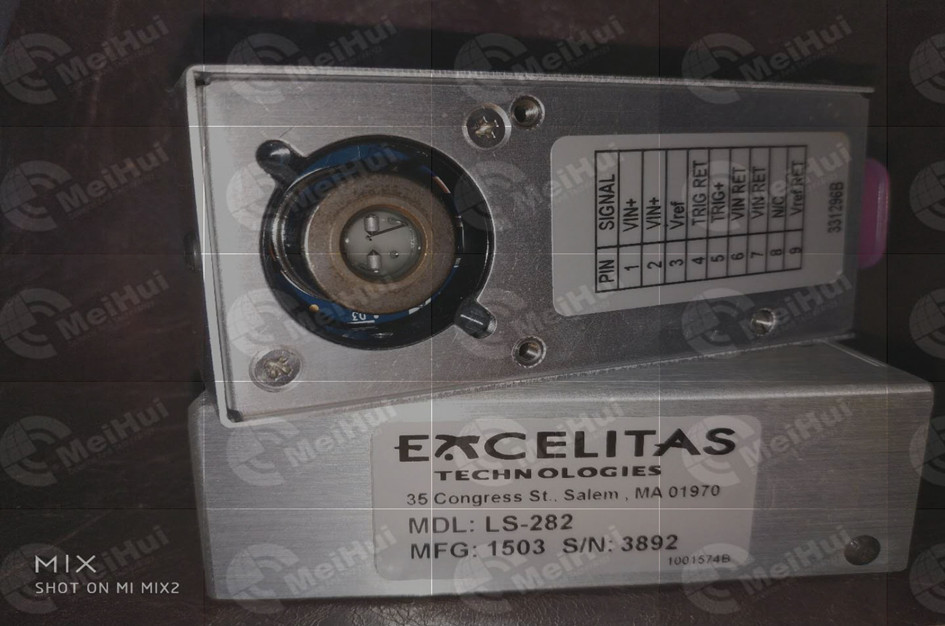 PIN SIGNAL
1 VIN+
2 VIN+
3 Vref
4 TRIG RET
5 TRIG+
6 VIN RET
7 VIN RET
8 N/C
9 Vref RET
331296B
EXCELITAS
TECHNOLOGIES
35 Congress St., Salem , MA 01970
MDL: LS-282
MFG: 1503 S/N: 3892
1001574B
MIX
SHOT ON MI MIX2
MeiHui